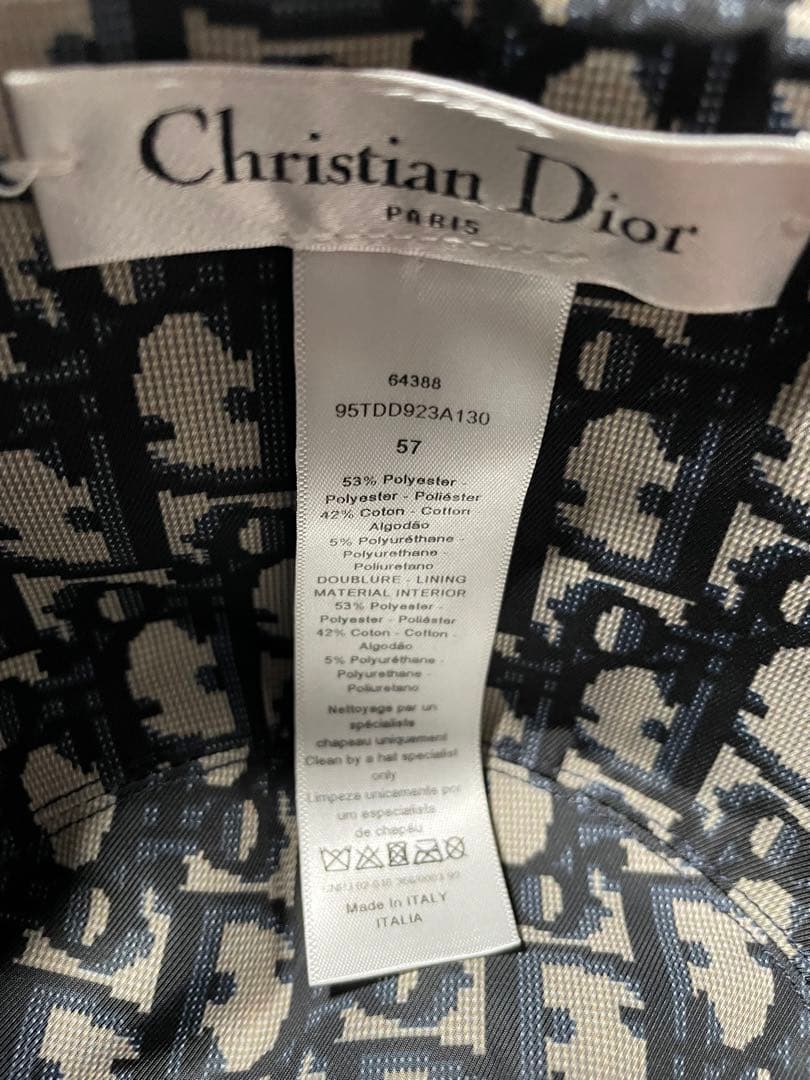 Christian Dior
PARIS
64388
95TDD923A130
57
53% Polyester -
Polyester - Poliéster
42% Coton - Cotton
Algodão
5% Polyuréthane -
Polyurethane -
Poliuretano
DOUBLURE - LINING
MATERIAL INTERIOR
53% Polyester -
Polyester - Poliéster
42% Coton - Cotton -
Algodão
5% Polyuréthane -
Polyurethane -
Poliuretano
Nettoyage par un
spécialiste
chapeau uniquement
Clean by a hat specialist
only
Limpeza unicamente por
um especialista
de chapéu
Made In ITALY
ITALIA